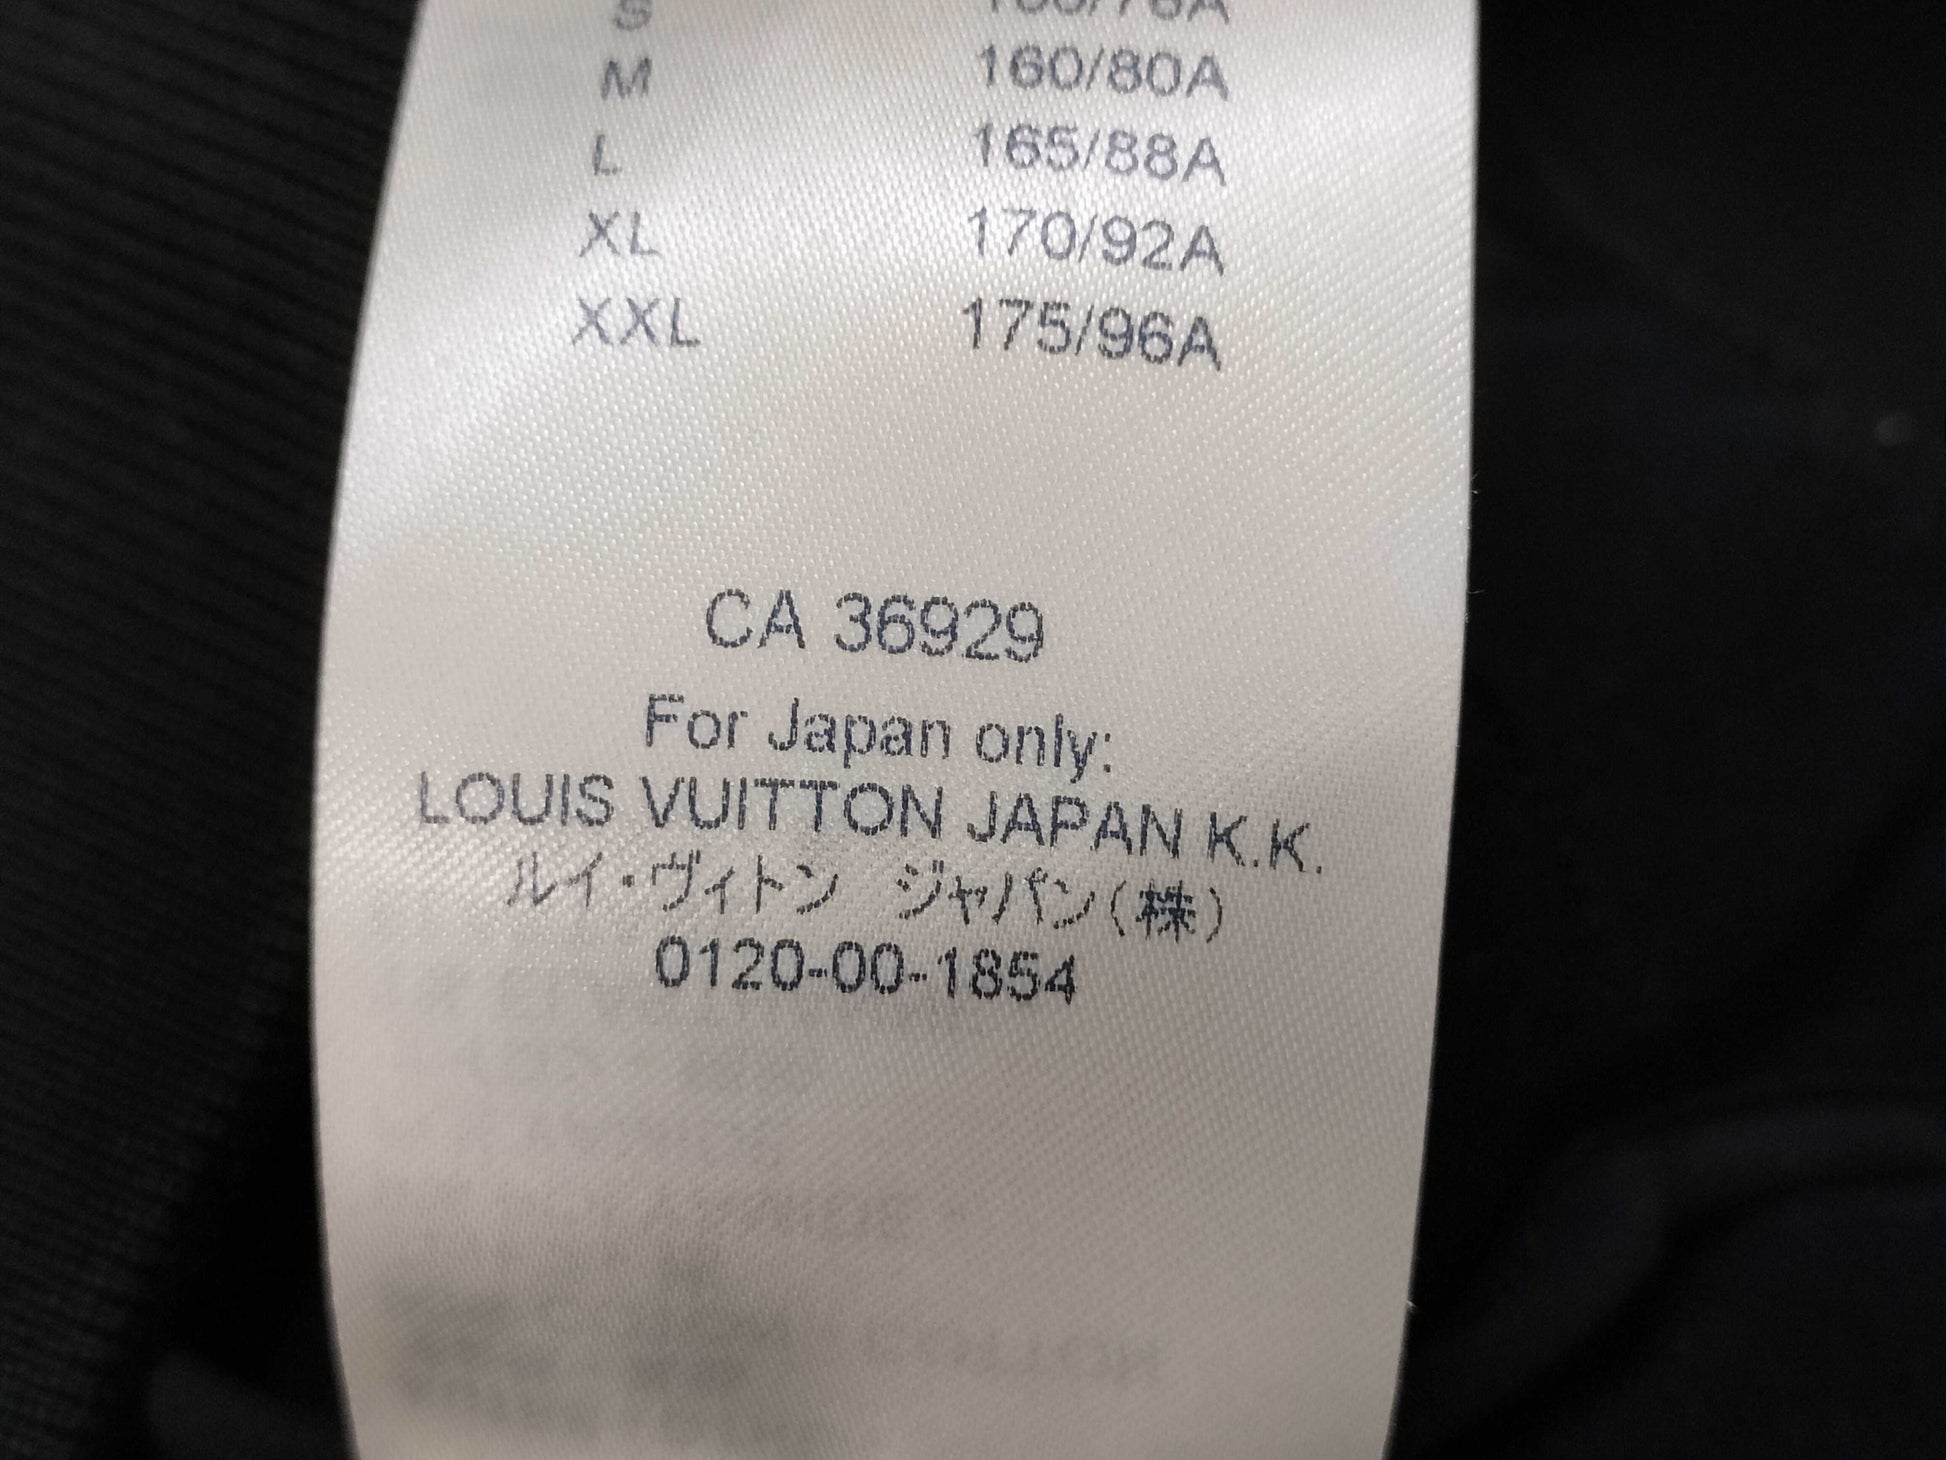 S
M 160/80A
L 165/88A
XL 170/92A
XXL 175/96A
CA 36929
For Japan only:
LOUIS VUITTON JAPAN K.K.
ルイ・ヴィトン ジャパン(株)
0120-00-1854